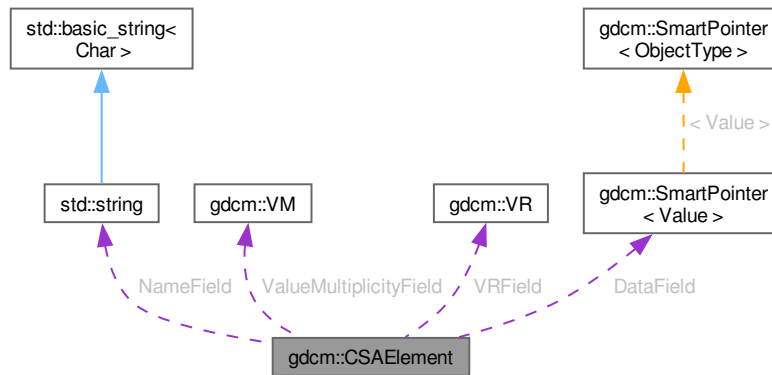 std::basic_string<
Char >
gdcm::SmartPointer
< ObjectType >
< Value >
std::string
gdcm::VM
gdcm::VR
gdcm::SmartPointer
< Value >
NameField
ValueMultiplicityField
VRField
DataField
gdcm::CSAElement